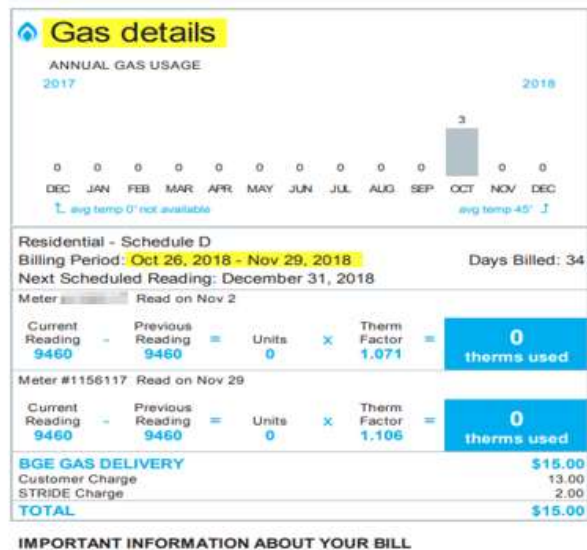 Gas details
ANNUAL GAS USAGE
2017 2018
3
0 0 0 0 0 0 0 0 0 0 0 0
DEC JAN FEB MAR APR MAY JUN JUL AUG SEP OCT NOV DEC
avg temp 0° not available avg temp 45°
Residential - Schedule D
Billing Period: Oct 26, 2018 - Nov 29, 2018 Days Billed: 34
Next Scheduled Reading: December 31, 2018
Meter Read on Nov 2
Current Reading - Previous Reading = Units x Therm Factor = 0 therms used
9460 9460 0 1.071
Meter #1156117 Read on Nov 29
Current Reading - Previous Reading = Units x Therm Factor = 0 therms used
9460 9460 0 1.106
BGE GAS DELIVERY $15.00
Customer Charge 13.00
STRIDE Charge 2.00
TOTAL $15.00
IMPORTANT INFORMATION ABOUT YOUR BILL